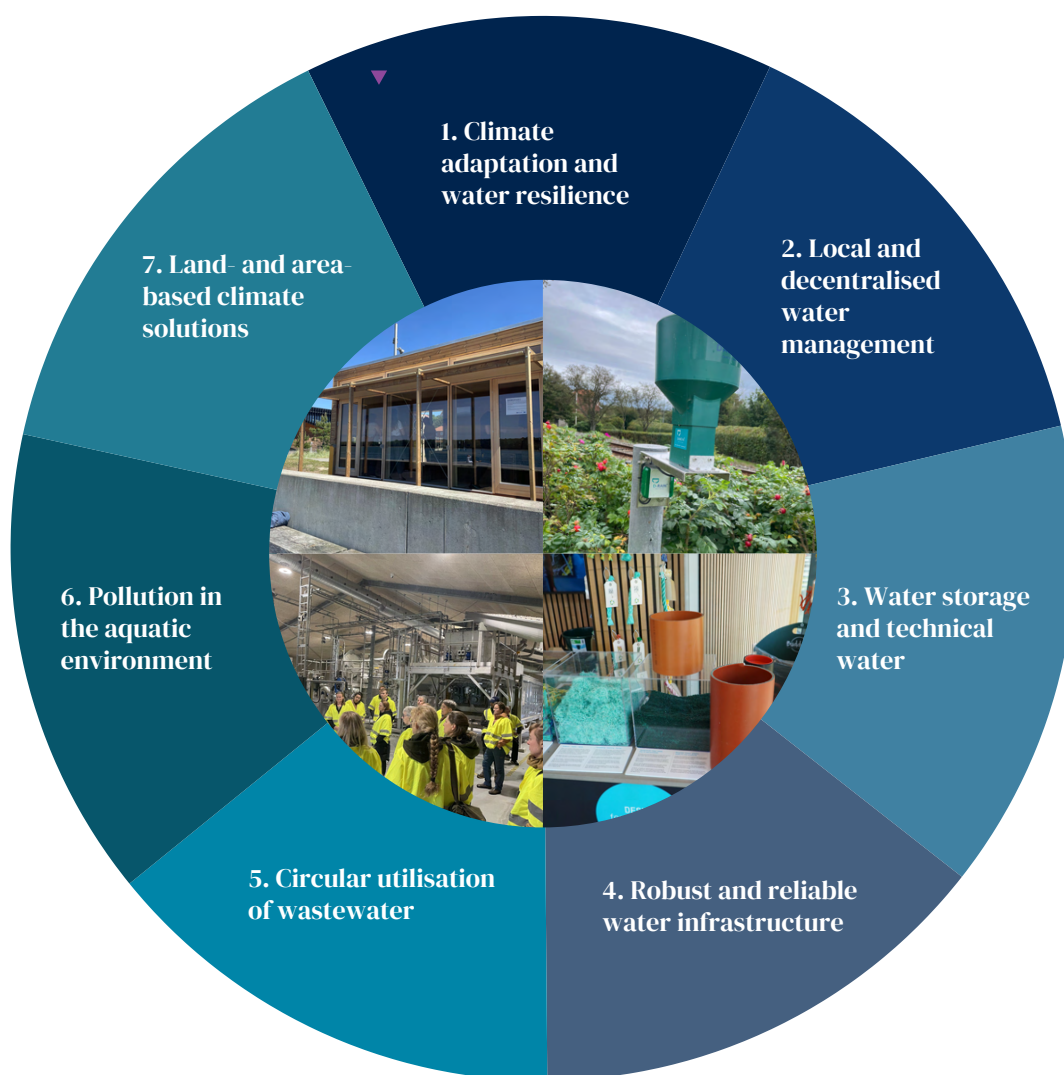 1. Climate
adaptation and
water resilience
2. Local and
decentralised
water
management
3. Water storage
and technical
water
4. Robust and reliable
water infrastructure
5. Circular utilisation
of wastewater
6. Pollution in
the aquatic
environment
7. Land- and area-
based climate
solutions